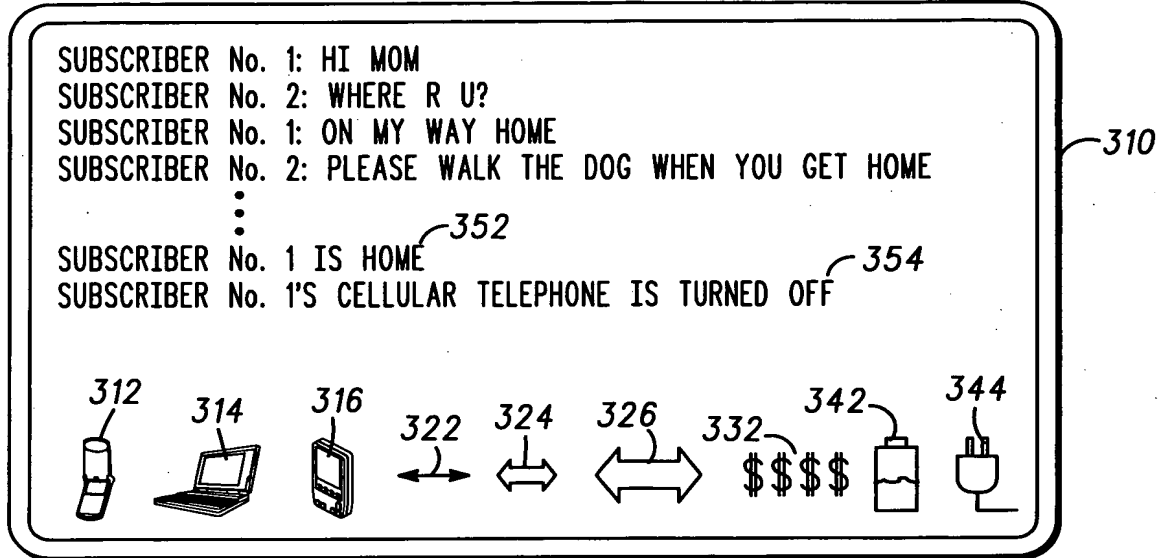 SUBSCRIBER No. 1: HI MOM
SUBSCRIBER No. 2: WHERE R U?
SUBSCRIBER No. 1: ON MY WAY HOME
310
SUBSCRIBER No. 2: PLEASE WALK THE DOG WHEN YOU GET HOME
352
SUBSCRIBER No. 1 IS HOME
354
SUBSCRIBER No. 1'S CELLULAR TELEPHONE IS TURNED OFF
312 314 316 322 324 326 332 342 344
$$$$